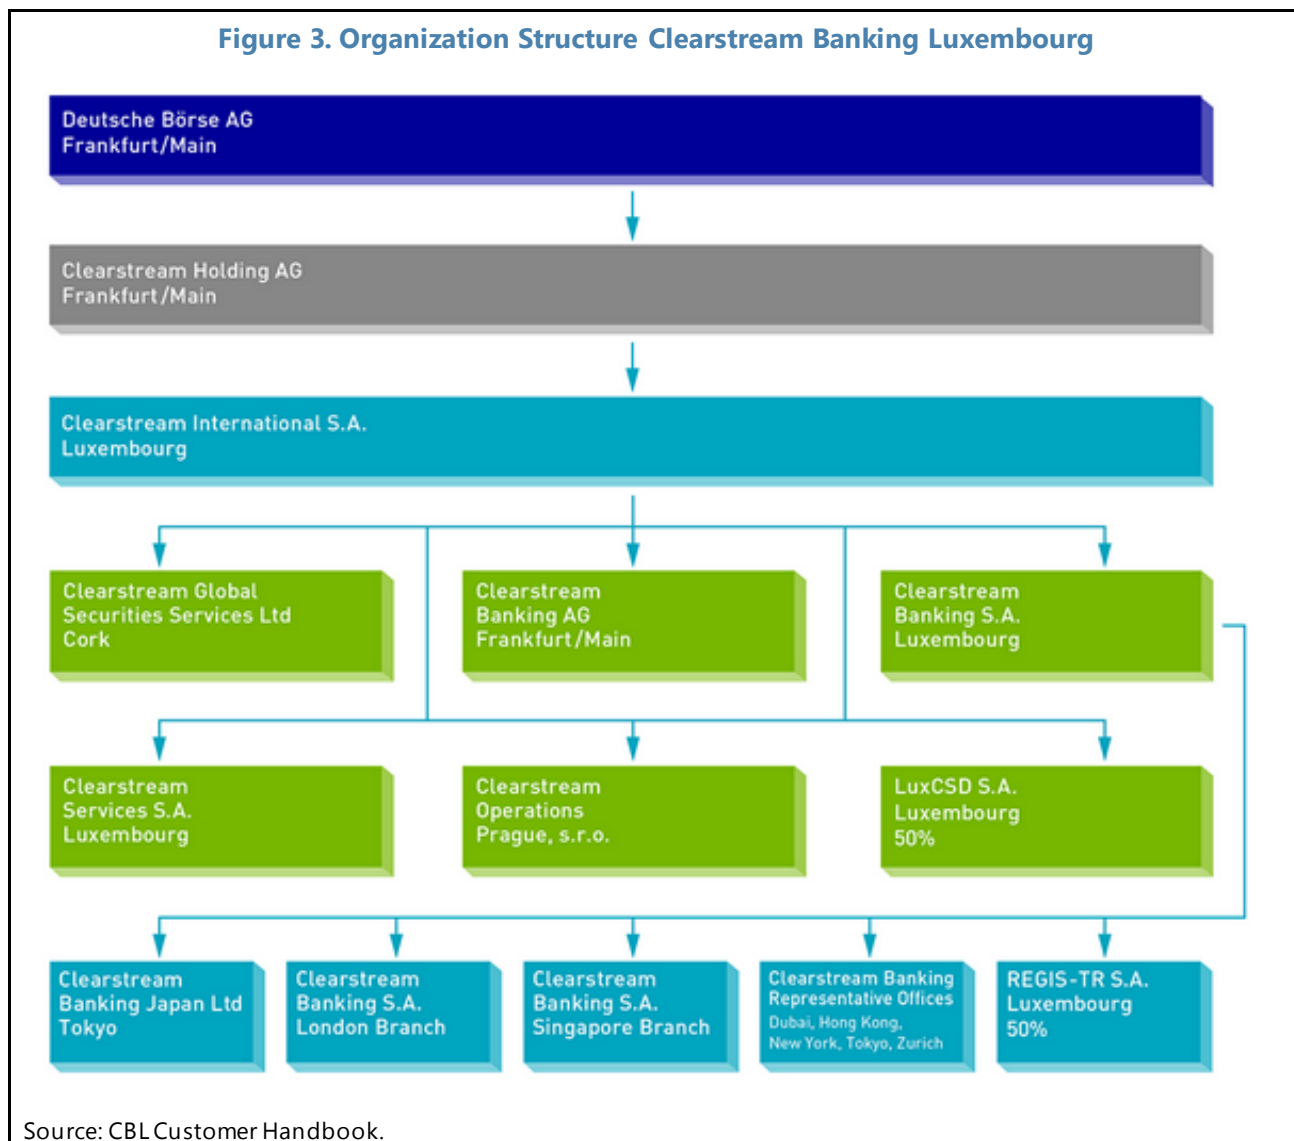 Figure 3. Organization Structure Clearstream Banking Luxembourg
Deutsche Börse AG
Frankfurt/Main
Clearstream Holding AG
Frankfurt/Main
Clearstream International S.A.
Luxembourg
Clearstream Global
Securities Services Ltd
Cork
Clearstream
Banking AG
Frankfurt/Main
Clearstream
Banking S.A.
Luxembourg
Clearstream
Services S.A.
Luxembourg
Clearstream
Operations
Prague, s.r.o.
LuxCSD S.A.
Luxembourg
50%
Clearstream
Banking Japan Ltd
Tokyo
Clearstream
Banking S.A.
London Branch
Clearstream
Banking S.A.
Singapore Branch
Clearstream Banking
Representative Offices
Dubai, Hong Kong,
New York, Tokyo, Zurich
REGIS-TR S.A.
Luxembourg
50%
Source: CBL Customer Handbook.